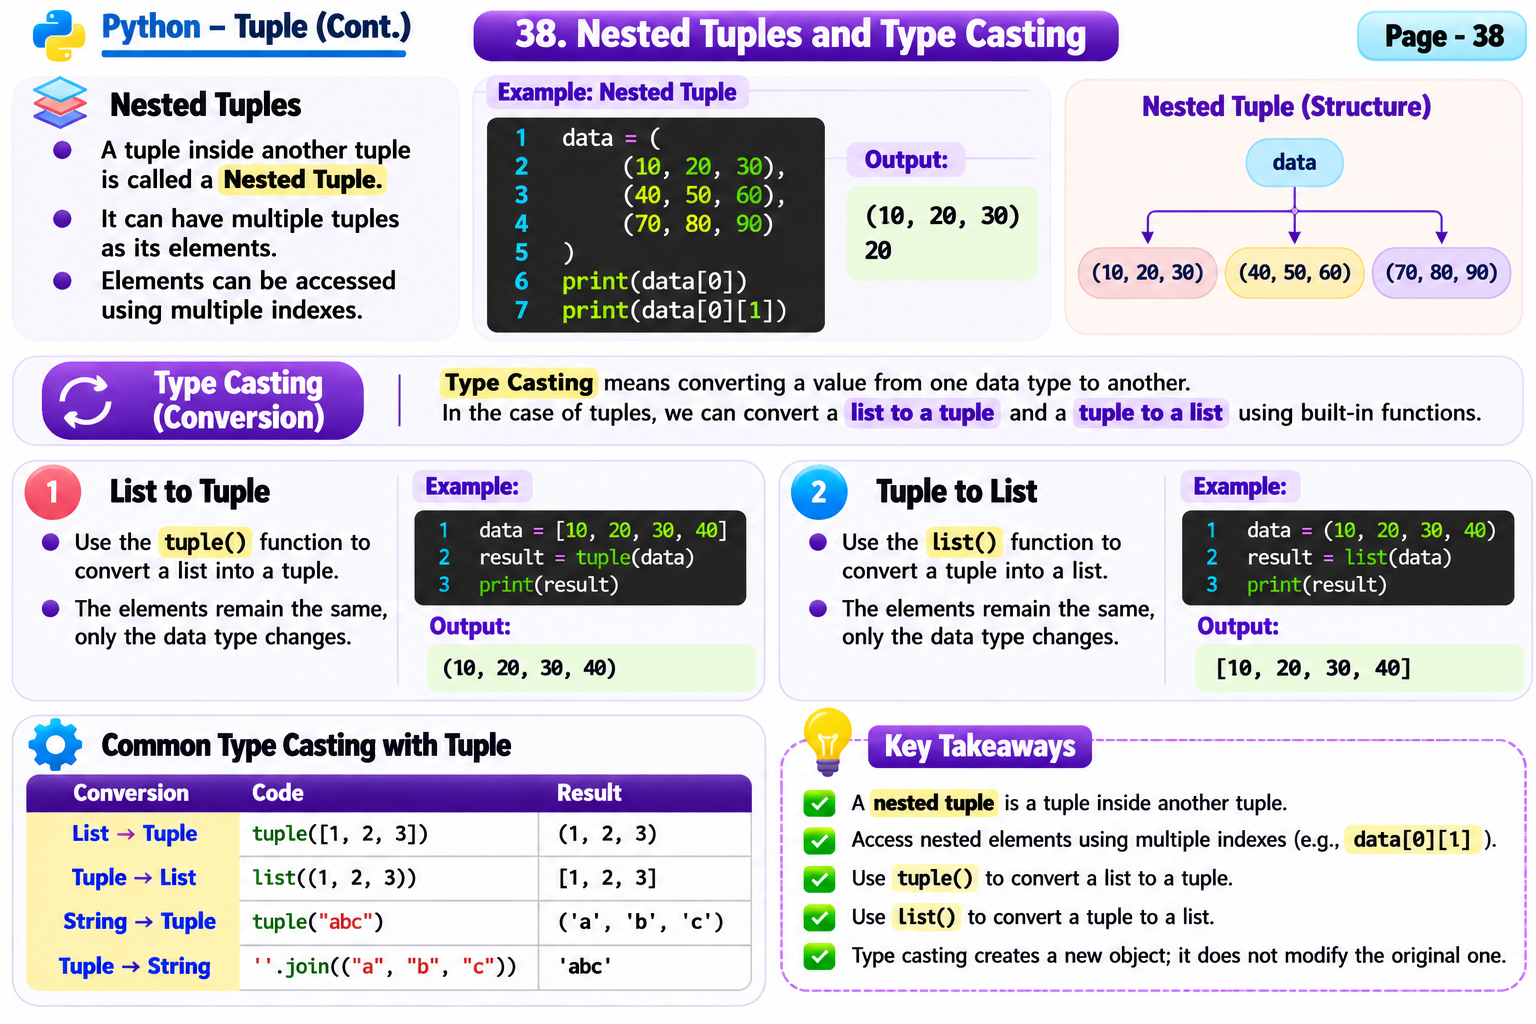 Python – Tuple (Cont.)
38. Nested Tuples and Type Casting
Page - 38
Nested Tuples
A tuple inside another tuple
is called a Nested Tuple.
It can have multiple tuples
as its elements.
Elements can be accessed
using multiple indexes.
Example: Nested Tuple
1 data = (
2 (10, 20, 30),
3 (40, 50, 60),
4 (70, 80, 90)
5 )
6 print(data[0])
7 print(data[0][1])
Output:
(10, 20, 30)
20
Nested Tuple (Structure)
data
(10, 20, 30) (40, 50, 60) (70, 80, 90)
Type Casting
(Conversion)
Type Casting means converting a value from one data type to another.
In the case of tuples, we can convert a list to a tuple and a tuple to a list using built-in functions.
1 List to Tuple
Use the tuple() function to
convert a list into a tuple.
The elements remain the same,
only the data type changes.
Example:
1 data = [10, 20, 30, 40]
2 result = tuple(data)
3 print(result)
Output:
(10, 20, 30, 40)
2 Tuple to List
Use the list() function to
convert a tuple into a list.
The elements remain the same,
only the data type changes.
Example:
1 data = (10, 20, 30, 40)
2 result = list(data)
3 print(result)
Output:
[10, 20, 30, 40]
Common Type Casting with Tuple
Conversion Code Result
List → Tuple tuple([1, 2, 3]) (1, 2, 3)
Tuple → List list((1, 2, 3)) [1, 2, 3]
String → Tuple tuple("abc") ('a', 'b', 'c')
Tuple → String ''.join(("a", "b", "c")) 'abc'
Key Takeaways
A nested tuple is a tuple inside another tuple.
Access nested elements using multiple indexes (e.g., data[0][1] ).
Use tuple() to convert a list to a tuple.
Use list() to convert a tuple to a list.
Type casting creates a new object; it does not modify the original one.